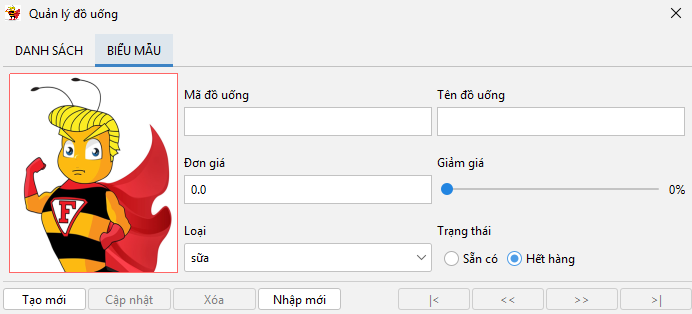 Quản lý đồ uống
DANH SÁCH BIỂU MẪU
Mã đồ uống Tên đồ uống
F
Đơn giá Giảm giá
0.0 0%
Loại Trạng thái
sữa Sẵn có Hết hàng
Tạo mới Cập nhật Xóa Nhập mới |< << >> >|